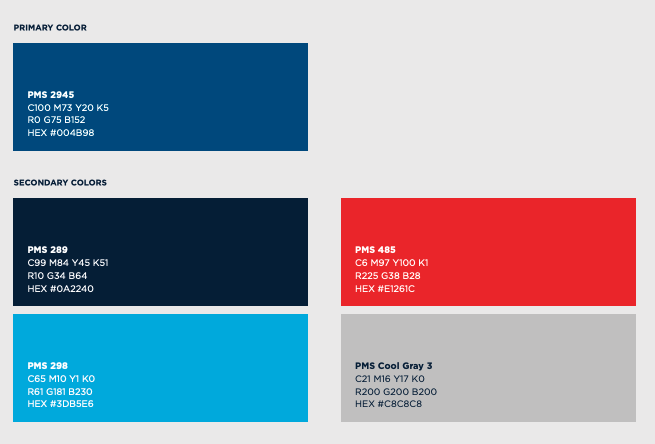 PRIMARY COLOR
PMS 2945
C100 M73 Y20 K5
R0 G75 B152
HEX #004B98
SECONDARY COLORS
PMS 289
C99 M84 Y45 K51
R10 G34 B64
HEX #0A2240
PMS 485
C6 M97 Y100 K1
R225 G38 B28
HEX #E1261C
PMS 298
C65 M10 Y1 K0
R61 G181 B230
HEX #3DB5E6
PMS Cool Gray 3
C21 M16 Y17 K0
R200 G200 B200
HEX #C8C8C8